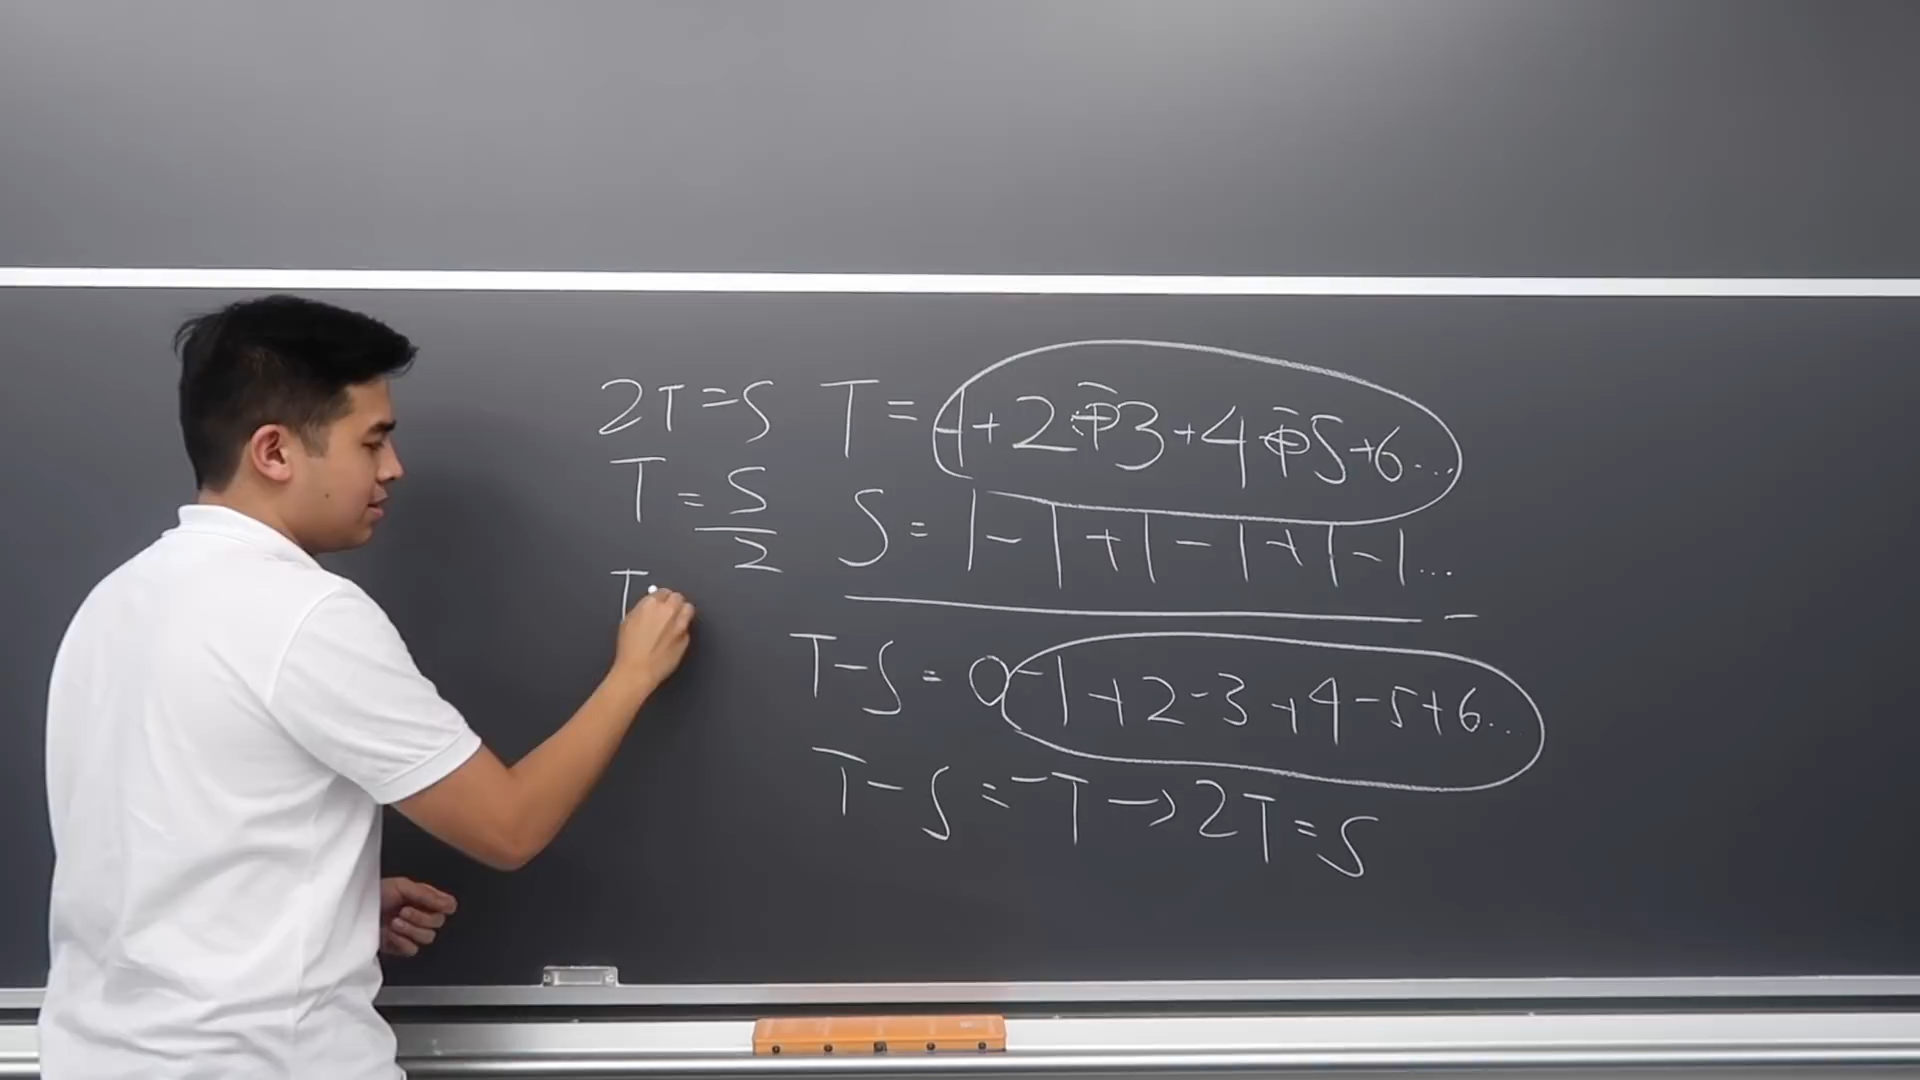 2T=S
T=S/2
T
T=-1+2-3+4-5+6...
S=1-1+1-1+1-1...
-
T-S=0-1+2-3+4-5+6...
T-S=-T→2T=S